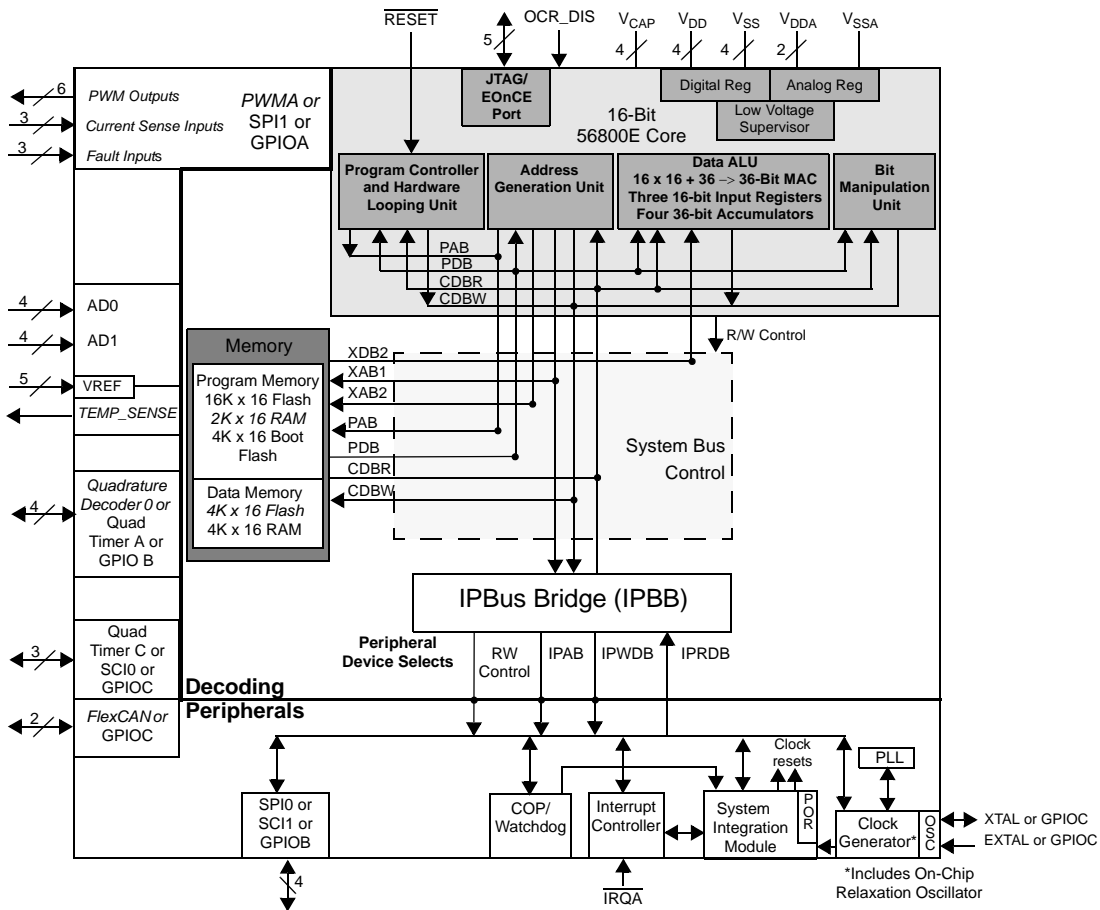 RESET
5
OCR_DIS
VCAP
VDD
VSS
VDDA
VSSA
4
4
4
2
6
PWM Outputs
3
Current Sense Inputs
3
Fault Inputs
PWMA or
SPI1 or
GPIOA
JTAG/
EOnCE
Port
16-Bit
56800E Core
Digital Reg
Analog Reg
Low Voltage
Supervisor
Program Controller
and Hardware
Looping Unit
Address
Generation Unit
Data ALU
16 x 16 + 36 –> 36-Bit MAC
Three 16-bit Input Registers
Four 36-bit Accumulators
Bit
Manipulation
Unit
PAB
PDB
CDBR
CDBW
4
AD0
4
AD1
5
VREF
TEMP_SENSE
R/W Control
Memory
Program Memory
16K x 16 Flash
2K x 16 RAM
4K x 16 Boot
Flash
Data Memory
4K x 16 Flash
4K x 16 RAM
XDB2
XAB1
XAB2
PAB
PDB
CDBR
CDBW
System Bus
Control
4
Quadrature
Decoder 0 or
Quad
Timer A or
GPIO B
IPBus Bridge (IPBB)
3
Quad
Timer C or
SCI0 or
GPIOC
Peripheral
Device Selects
RW
Control
IPAB
IPWDB
IPRDB
Decoding
Peripherals
2
FlexCAN or
GPIOC
Clock
resets
PLL
SPI0 or
SCI1 or
GPIOB
4
COP/
Watchdog
Interrupt
Controller
IRQA
System
Integration
Module
POR
Clock
Generator*
OSC
XTAL or GPIOC
EXTAL or GPIOC
*Includes On-Chip
Relaxation Oscillator